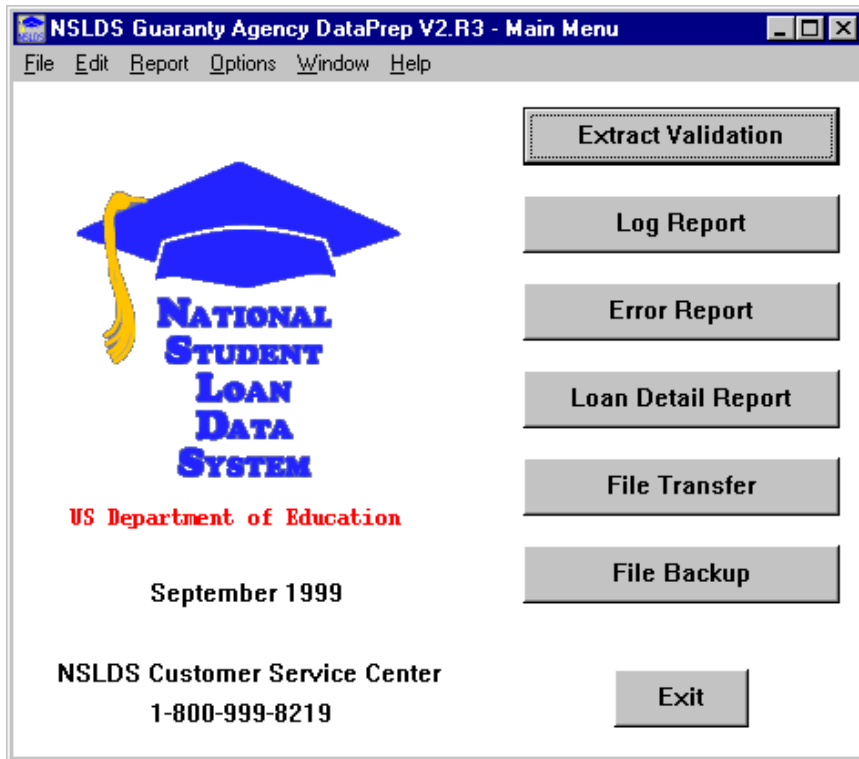 NSLDS Guaranty Agency DataPrep V2.R3 - Main Menu
File Edit Report Options Window Help
Extract Validation
Log Report
Error Report
Loan Detail Report
File Transfer
File Backup
Exit
NATIONAL
STUDENT
LOAN
DATA
SYSTEM
US Department of Education
September 1999
NSLDS Customer Service Center
1-800-999-8219